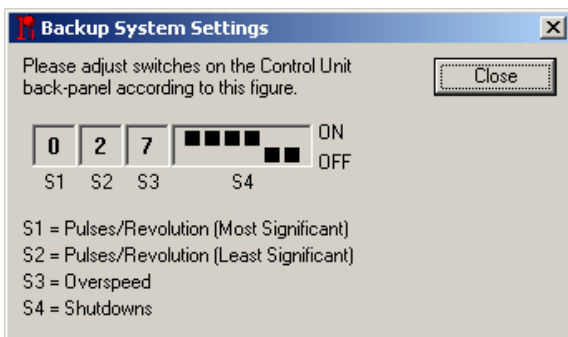 Backup System Settings
Please adjust switches on the Control Unit
back-panel according to this figure.
Close
0 2 7 ON
OFF
S1 S2 S3 S4
S1 = Pulses/Revolution (Most Significant)
S2 = Pulses/Revolution (Least Significant)
S3 = Overspeed
S4 = Shutdowns